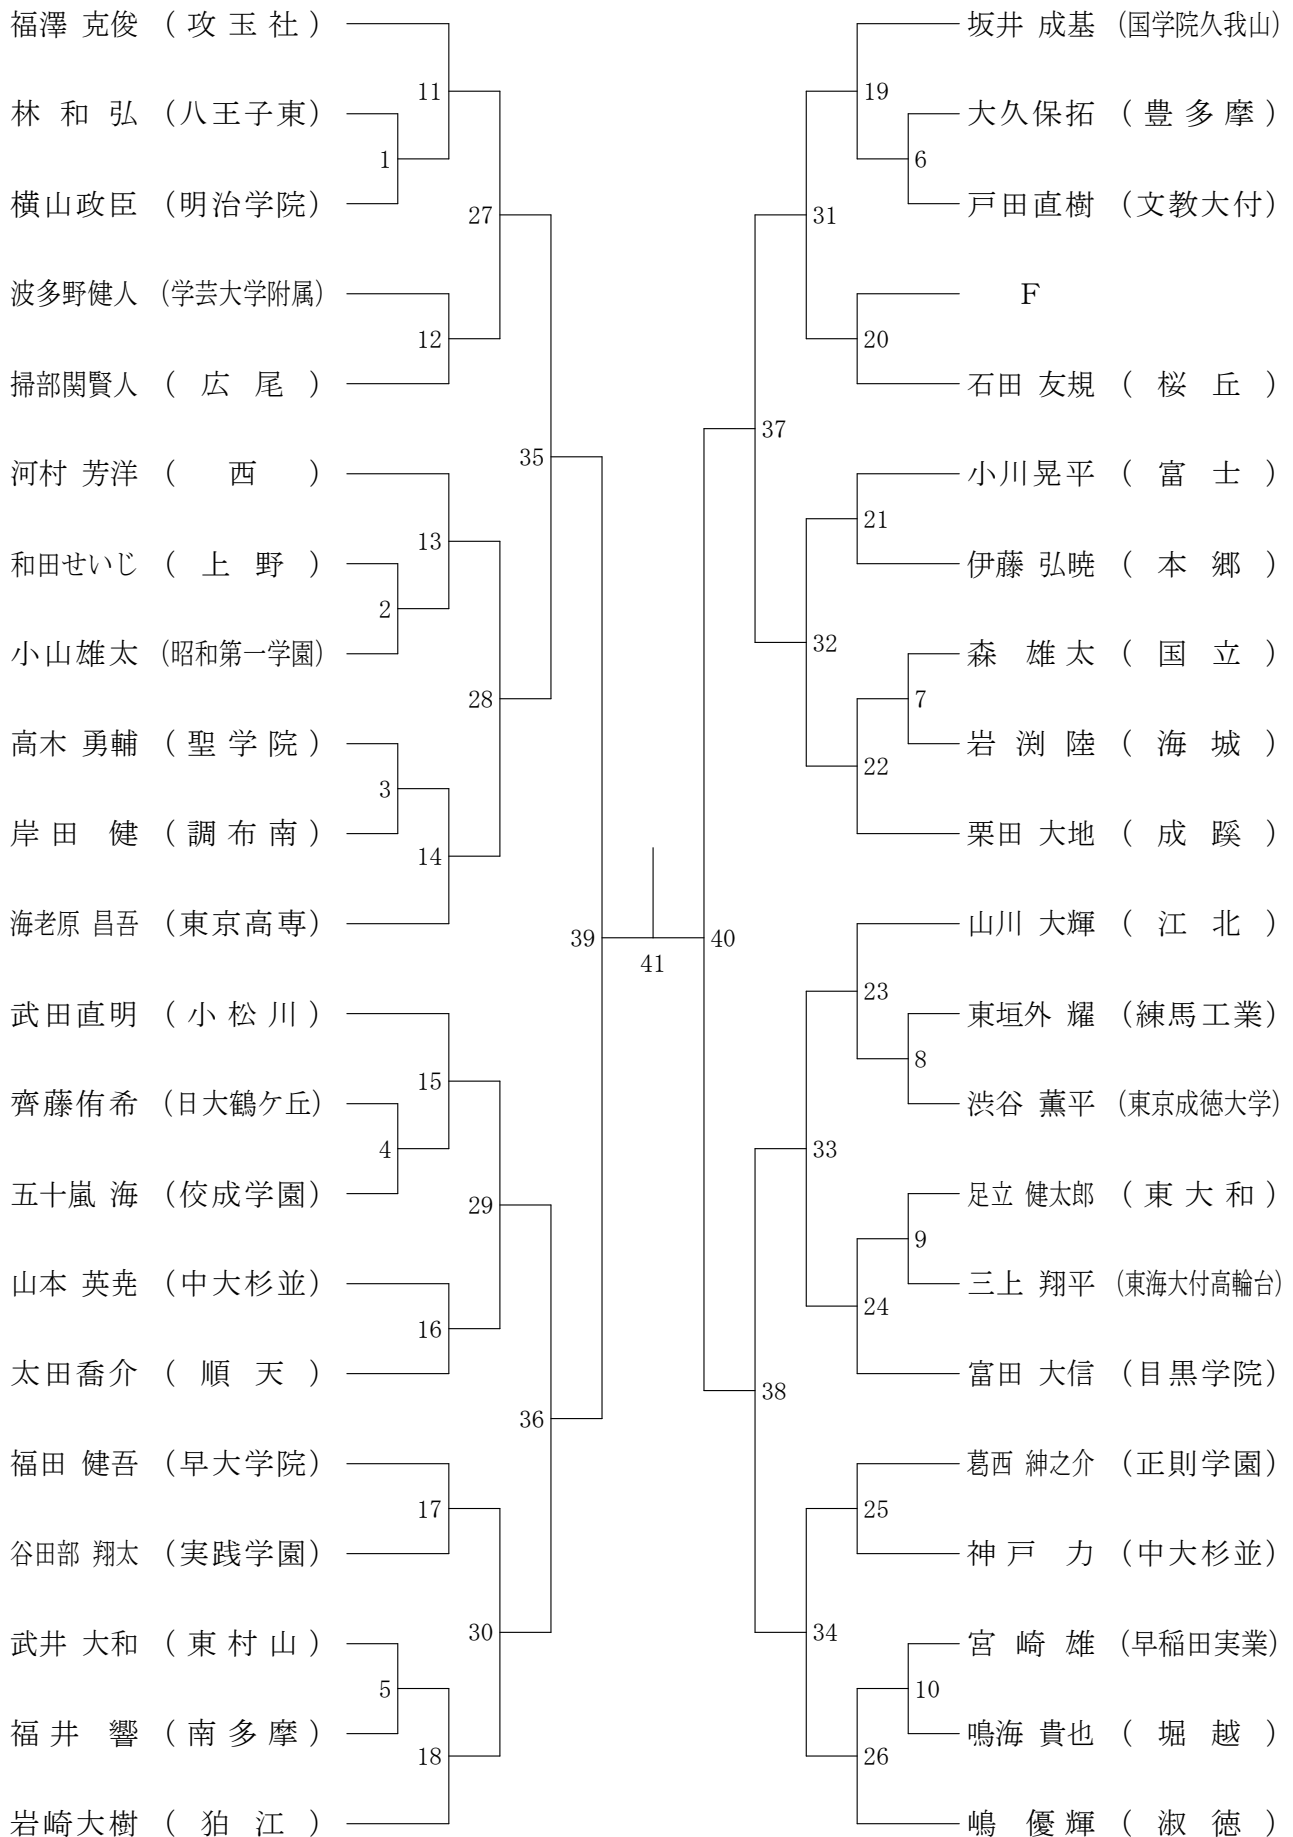 福澤 克俊 (攻玉社)
林 和弘 (八王子東)
横山政臣 (明治学院)
波多野健人 (学芸大学附属)
掃部関賢人 (広尾)
河村 芳洋 (西)
和田せいじ (上野)
小山雄太 (昭和第一学園)
高木 勇輔 (聖学院)
岸田 健 (調布南)
海老原 昌吾 (東京高専)
武田直明 (小松川)
齊藤侑希 (日大鶴ケ丘)
五十嵐 海 (佼成学園)
山本 英尭 (中大杉並)
太田喬介 (順天)
福田 健吾 (早大学院)
谷田部 翔太 (実践学園)
武井 大和 (東村山)
福井 響 (南多摩)
岩崎大樹 (狛江)
1
2
3
4
5
11
12
13
14
15
16
17
18
27
28
29
30
35
36
39
41
40
37
38
31
32
33
34
19
20
21
22
23
24
25
26
6
7
8
9
10
坂井 成基 (国学院久我山)
大久保拓 (豊多摩)
戸田直樹 (文教大付)
F
石田 友規 (桜丘)
小川晃平 (富士)
伊藤 弘暁 (本郷)
森 雄太 (国立)
岩渕 陸 (海城)
栗田 大地 (成蹊)
山川 大輝 (江北)
東垣外 耀 (練馬工業)
渋谷 薫平 (東京成徳大学)
足立 健太郎 (東大和)
三上 翔平 (東海大付高輪台)
富田 大信 (目黒学院)
葛西 紳之介 (正則学園)
神戸 力 (中大杉並)
宮崎 雄 (早稲田実業)
鳴海 貴也 (堀越)
嶋 優輝 (淑徳)